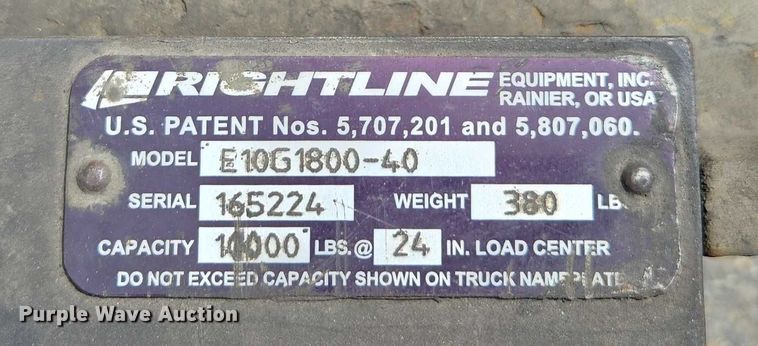 RIGHTLINE EQUIPMENT, INC.
RAINIER, OR USA
U.S. PATENT Nos. 5,707,201 and 5,807,060.
MODEL E10G1800-40
SERIAL 165224 WEIGHT 380 LB
CAPACITY 10000 LBS.@ 24 IN. LOAD CENTER
DO NOT EXCEED CAPACITY SHOWN ON TRUCK NAMEPLATE
Purple Wave Auction